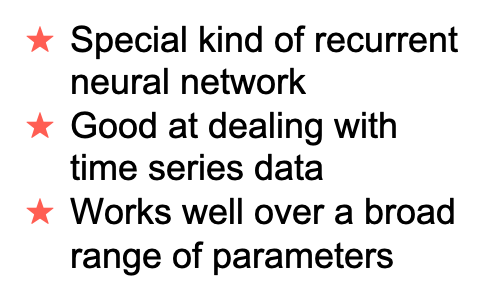 ★ Special kind of recurrent
neural network
★ Good at dealing with
time series data
★ Works well over a broad
range of parameters